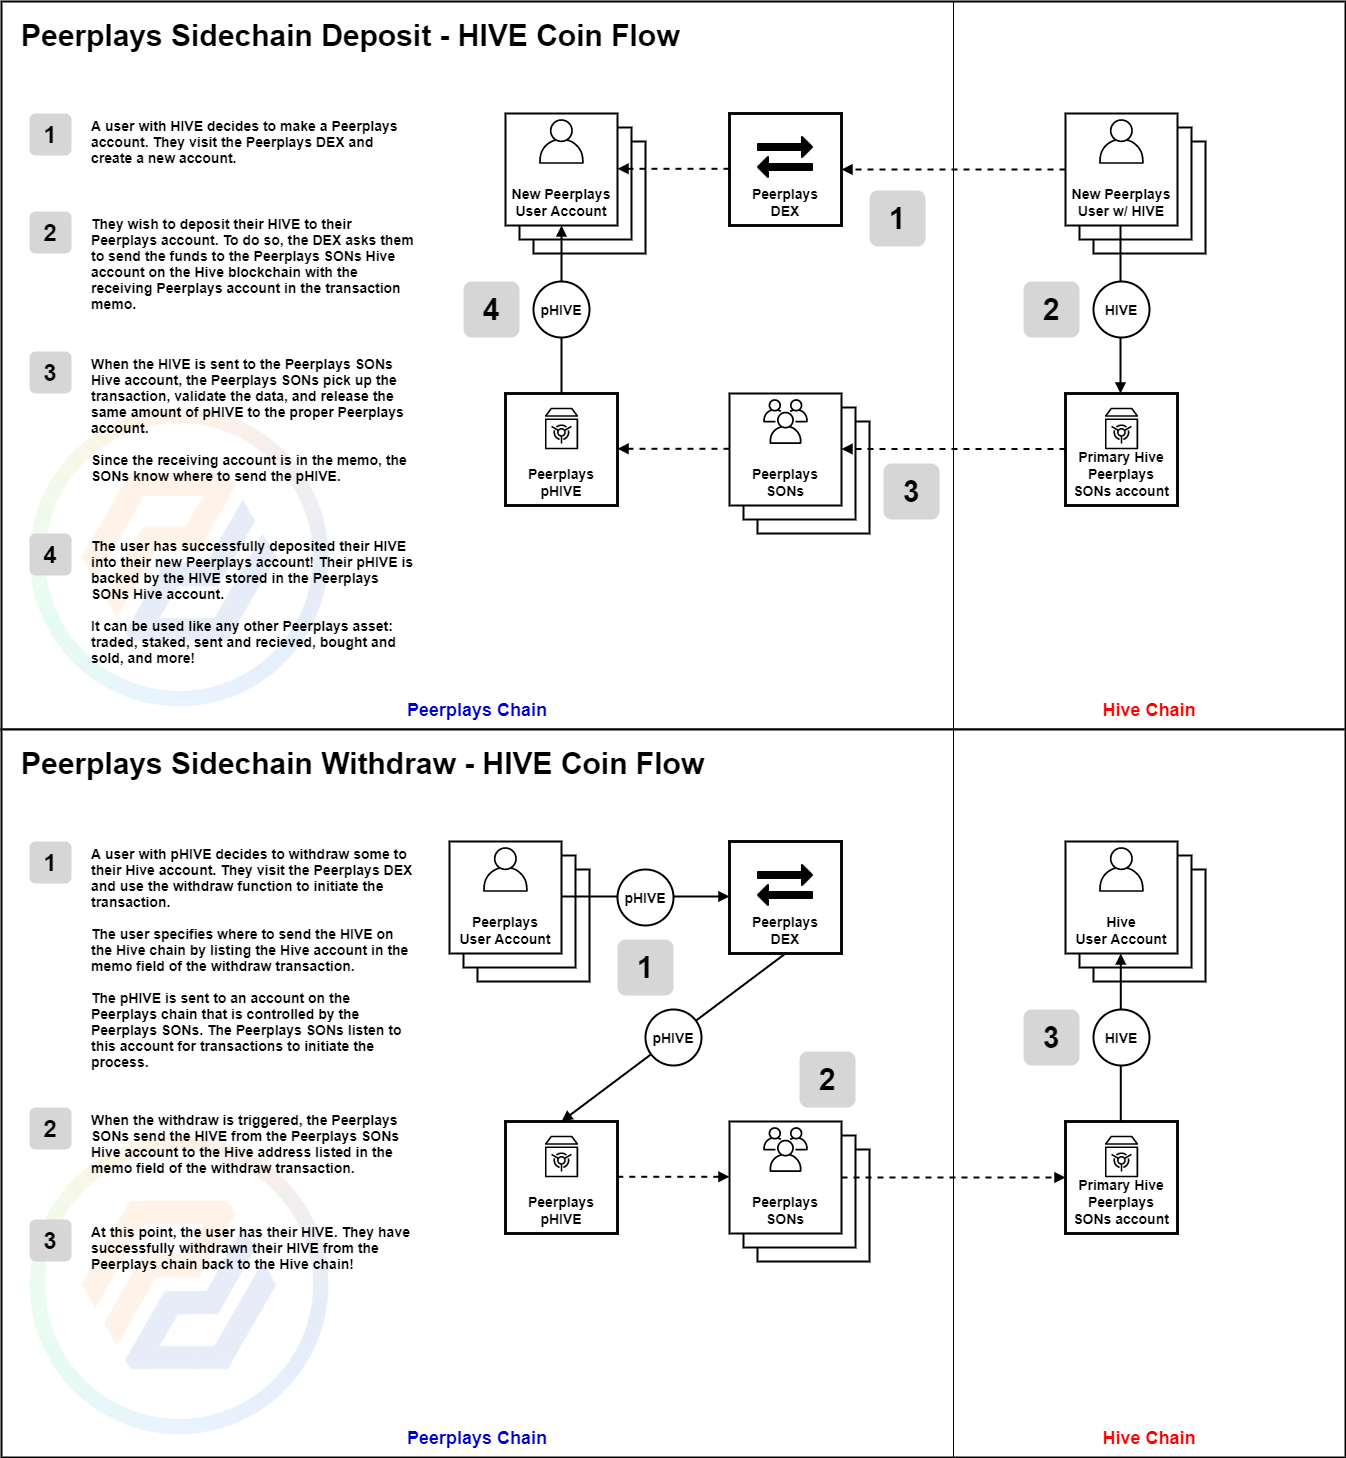 Peerplays Sidechain Deposit - HIVE Coin Flow
1
A user with HIVE decides to make a Peerplays
account. They visit the Peerplays DEX and
create a new account.
2
They wish to deposit their HIVE to their
Peerplays account. To do so, the DEX asks them
to send the funds to the Peerplays SONs Hive
account on the Hive blockchain with the
receiving Peerplays account in the transaction
memo.
3
When the HIVE is sent to the Peerplays SONs
Hive account, the Peerplays SONs pick up the
transaction, validate the data, and release the
same amount of pHIVE to the proper Peerplays
account.
Since the receiving account is in the memo, the
SONs know where to send the pHIVE.
4
The user has successfully deposited their HIVE
into their new Peerplays account! Their pHIVE is
backed by the HIVE stored in the Peerplays
SONs Hive account.
It can be used like any other Peerplays asset:
traded, staked, sent and recieved, bought and
sold, and more!
New Peerplays
User Account
Peerplays
DEX
New Peerplays
User w/ HIVE
1
4
pHIVE
2
HIVE
Peerplays
pHIVE
Peerplays
SONs
3
Primary Hive
Peerplays
SONs account
Peerplays Chain
Hive Chain
Peerplays Sidechain Withdraw - HIVE Coin Flow
1
A user with pHIVE decides to withdraw some to
their Hive account. They visit the Peerplays DEX
and use the withdraw function to initiate the
transaction.
The user specifies where to send the HIVE on
the Hive chain by listing the Hive account in the
memo field of the withdraw transaction.
The pHIVE is sent to an account on the
Peerplays chain that is controlled by the
Peerplays SONs. The Peerplays SONs listen to
this account for transactions to initiate the
process.
2
When the withdraw is triggered, the Peerplays
SONs send the HIVE from the Peerplays SONs
Hive account to the Hive address listed in the
memo field of the withdraw transaction.
3
At this point, the user has their HIVE. They have
successfully withdrawn their HIVE from the
Peerplays chain back to the Hive chain!
Peerplays
User Account
pHIVE
Peerplays
DEX
Hive
User Account
1
pHIVE
3
HIVE
2
Peerplays
pHIVE
Peerplays
SONs
Primary Hive
Peerplays
SONs account
Peerplays Chain
Hive Chain